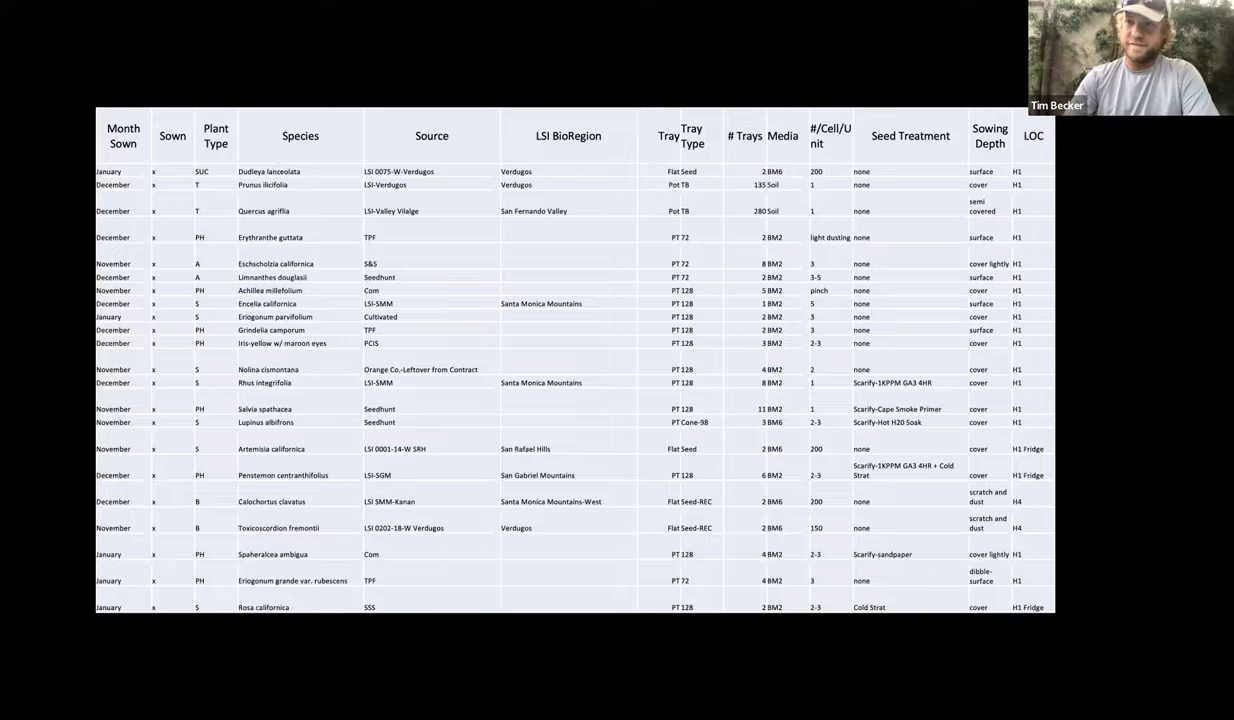 Tim Becker
Month Sown Sown Plant Type Species Source LSI BioRegion Tray Tray Type # Trays Media #/Cell/Unit Seed Treatment Sowing Depth LOC
January x SUC Dudleya lanceolata LSI 0075-W-Verdugos Verdugos Flat Seed 2 BM6 200 none surface H1
December x T Prunus ilicifolia LSI-Verdugos Verdugos Pot TB 135 Soil 1 none cover H1
December x T Quercus agriflia LSI-Valley Vilalge San Fernando Valley Pot TB 280 Soil 1 none semi covered H1
December x PH Erythranthe guttata TPF PT 72 2 BM2 light dusting none surface H1
November x A Eschscholzia californica S&S PT 72 8 BM2 3 none cover lightly H1
December x A Limnanthes douglasii Seedhunt PT 72 2 BM2 3-5 none surface H1
November x PH Achillea millefolium Com PT 128 5 BM2 pinch none cover H1
December x S Encelia californica LSI-SMM Santa Monica Mountains PT 128 1 BM2 5 none surface H1
January x S Eriogonum parvifolium Cultivated PT 128 2 BM2 3 none cover H1
December x PH Grindelia camporum TPF PT 128 2 BM2 3 none surface H1
December x PH Iris-yellow w/ maroon eyes PCIS PT 128 3 BM2 2-3 none cover H1
November x S Nolina cismontana Orange Co.-Leftover from Contract PT 128 4 BM2 2 none cover H1
December x S Rhus integrifolia LSI-SMM Santa Monica Mountains PT 128 8 BM2 1 Scarify-1KPPM GA3 4HR cover H1
November x PH Salvia spathacea Seedhunt PT 128 11 BM2 1 Scarify-Cape Smoke Primer cover H1
November x S Lupinus albifrons Seedhunt PT Cone-98 3 BM6 2-3 Scarify-Hot H20 Soak cover H1
November x S Artemisia californica LSI 0001-14-W SRH San Rafael Hills Flat Seed 2 BM6 200 none cover H1 Fridge
December x PH Penstemon centranthifolius LSI-SGM San Gabriel Mountains PT 128 6 BM2 2-3 Scarify-1KPPM GA3 4HR + Cold Strat cover H1 Fridge
December x B Calochortus clavatus LSI SMM-Kanan Santa Monica Mountains-West Flat Seed-REC 2 BM6 200 none scratch and dust H4
November x B Toxicoscordion fremontii LSI 0202-18-W Verdugos Verdugos Flat Seed-REC 2 BM6 150 none scratch and dust H4
January x PH Spaheralcea ambigua Com PT 128 4 BM2 2-3 Scarify-sandpaper cover lightly H1
January x PH Eriogonum grande var. rubescens TPF PT 72 4 BM2 3 none dibble-surface H1
January x S Rosa californica SSS PT 128 2 BM2 2-3 Cold Strat cover H1 Fridge